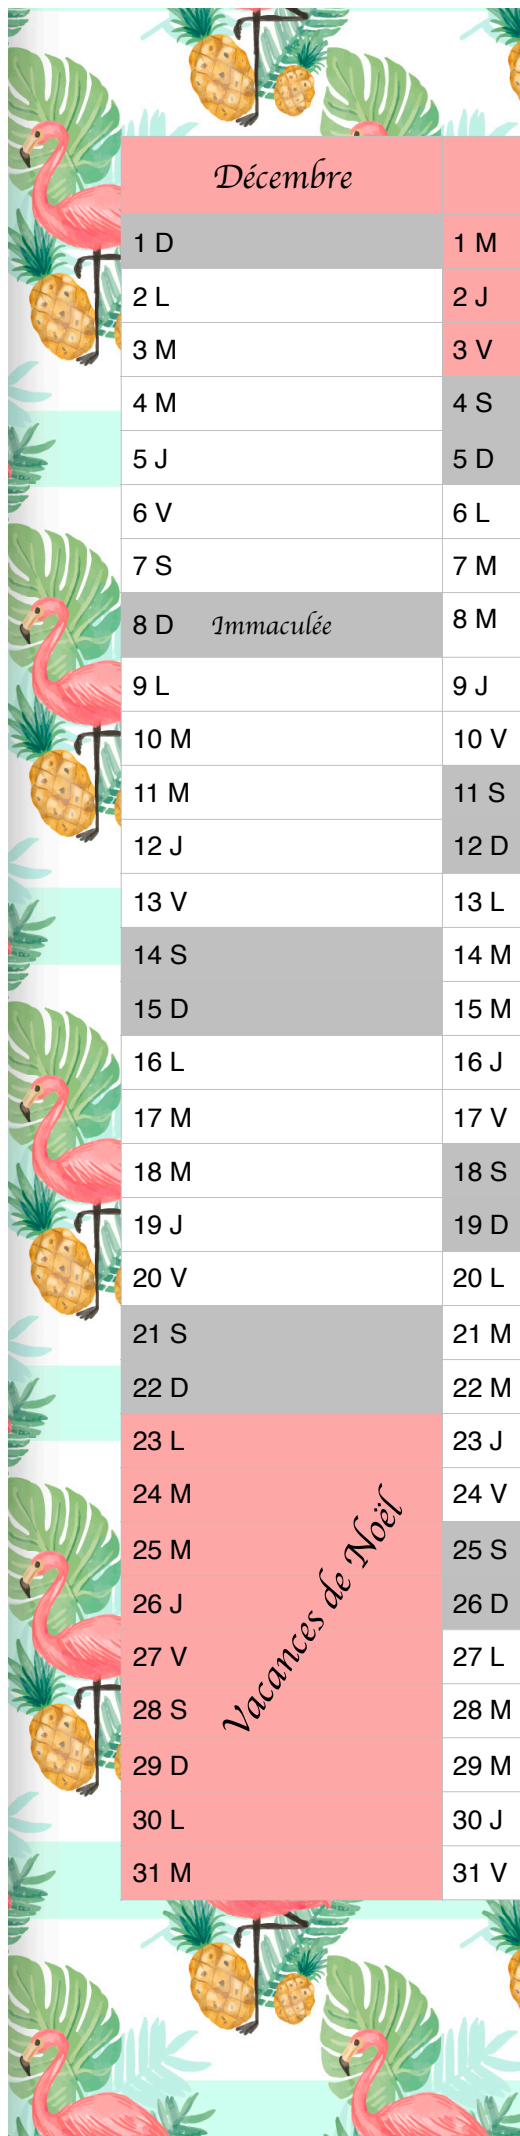 Décembre
1 D
2 L
3 M
4 M
5 J
6 V
7 S
8 D Immaculée
9 L
10 M
11 M
12 J
13 V
14 S
15 D
16 L
17 M
18 M
19 J
20 V
21 S
22 D
23 L
24 M
25 M
26 J
27 V
28 S
29 D
30 L
31 M
Vacances de Noël
1 M
2 J
3 V
4 S
5 D
6 L
7 M
8 M
9 J
10 V
11 S
12 D
13 L
14 M
15 M
16 J
17 V
18 S
19 D
20 L
21 M
22 M
23 J
24 V
25 S
26 D
27 L
28 M
29 M
30 J
31 V